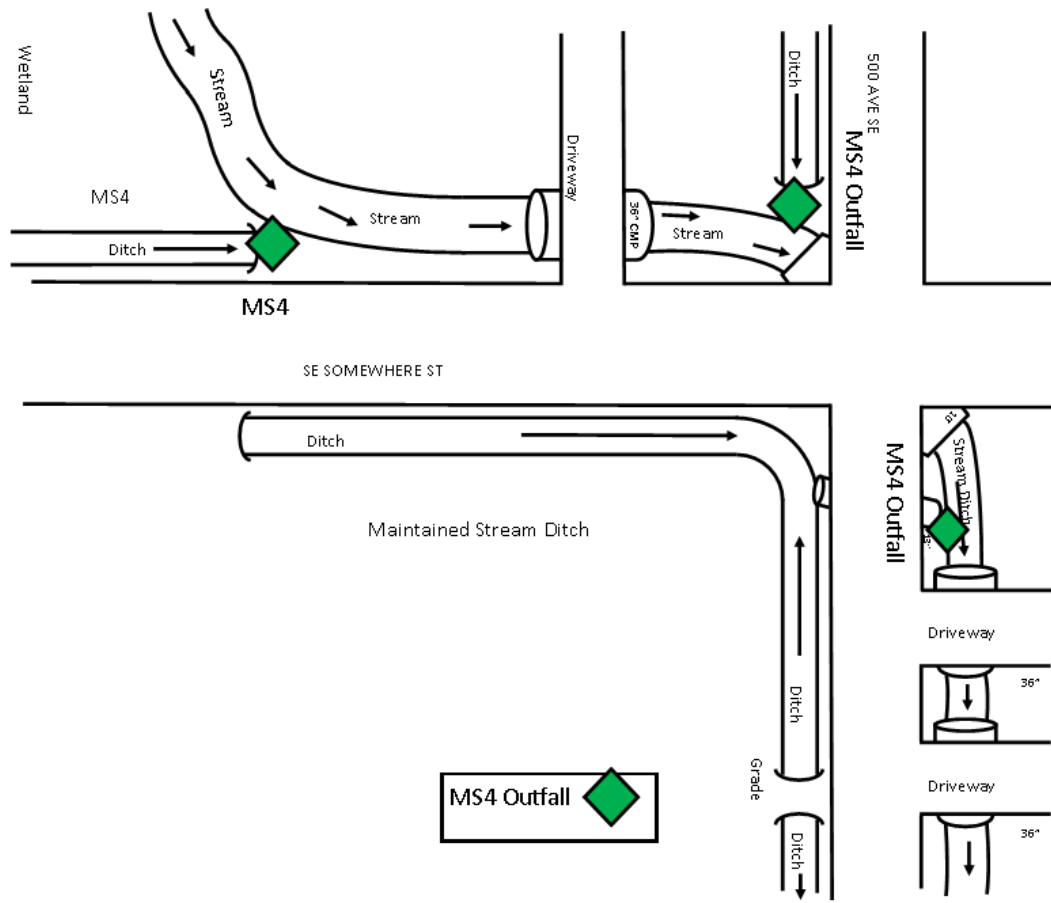 Wetland
Stream
MS4
Ditch
MS4
Stream
Driveway
36" CMP
Stream
Ditch
500 AVE SE
MS4 Outfall
SE SOMEWHERE ST
Ditch
Maintained Stream Ditch
Ditch
Grade
Ditch
MS4 Outfall
MS4 Outfall
Stream Ditch
Driveway
36"
Driveway
36"